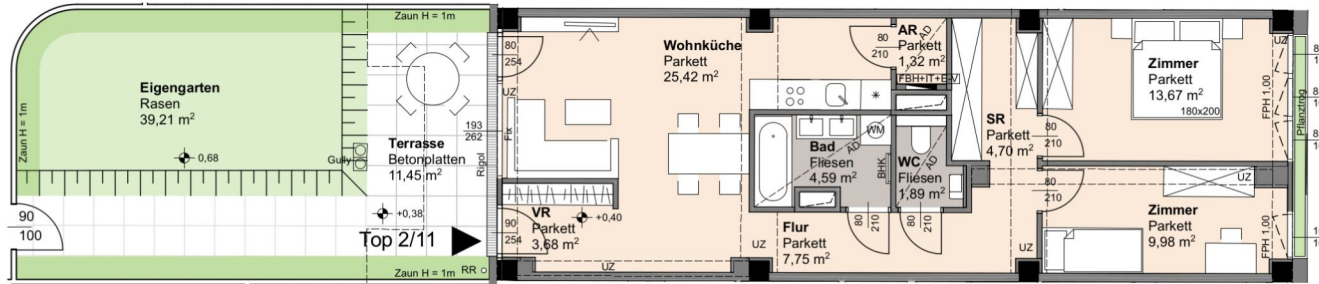 Zaun H = 1m
Eigengarten
Rasen
39,21 m²
Zaun H = 1m
0,68
Gully
90
100
Terrasse
Betonplatten
11,45 m²
+0,38
Top 2/11
Zaun H = 1m
RR
193
262
Rigol
80
254
UZ
Fix
VR
Parkett
3,68 m²
+0,40
90
254
UZ
Wohnküche
Parkett
25,42 m²
80
210
AR
Parkett
1,32 m²
AD
FBH+IT+E-V
Bad
Fliesen
4,59 m²
AD
WM
BHK
WC
Fliesen
1,89 m²
AD
80
210
80
210
UZ
Flur
Parkett
7,75 m²
UZ
SR
Parkett
4,70 m²
80
210
80
210
Zimmer
Parkett
13,67 m²
180x200
UZ
FPH 1,00
Pflanztrog
UZ
Zimmer
Parkett
9,98 m²
FPH 1,00